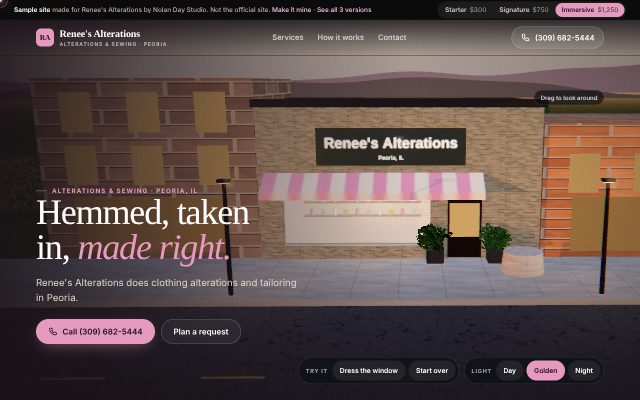 Sample site made for Renee's Alterations by Nolan Day Studio. Not the official site. Make it mine · See all 3 versions
Starter $300 Signature $750 Immersive $1,250
RA Renee's Alterations
ALTERATIONS & SEWING · PEORIA
Services How it works Contact
(309) 682-5444
Drag to look around
Renee's Alterations
Peoria, IL
ALTERATIONS & SEWING · PEORIA, IL
Hemmed, taken
in, made right.
Renee's Alterations does clothing alterations and tailoring
in Peoria.
Call (309) 682-5444 Plan a request
TRY IT Dress the window Start over LIGHT Day Golden Night